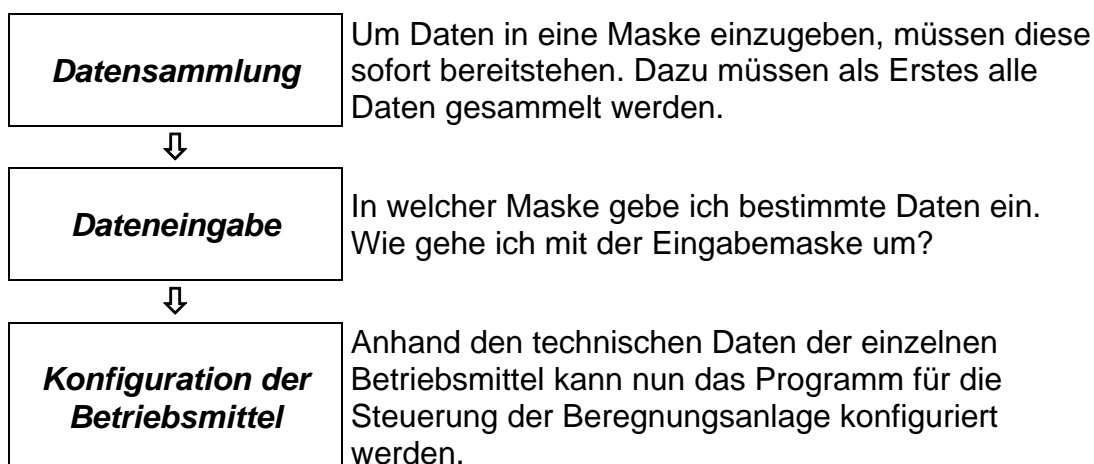 Datensammlung
Um Daten in eine Maske einzugeben, müssen diese
sofort bereitstehen. Dazu müssen als Erstes alle
Daten gesammelt werden.
Dateneingabe
In welcher Maske gebe ich bestimmte Daten ein.
Wie gehe ich mit der Eingabemaske um?
Konfiguration der
Betriebsmittel
Anhand den technischen Daten der einzelnen
Betriebsmittel kann nun das Programm für die
Steuerung der Beregnungsanlage konfiguriert
werden.